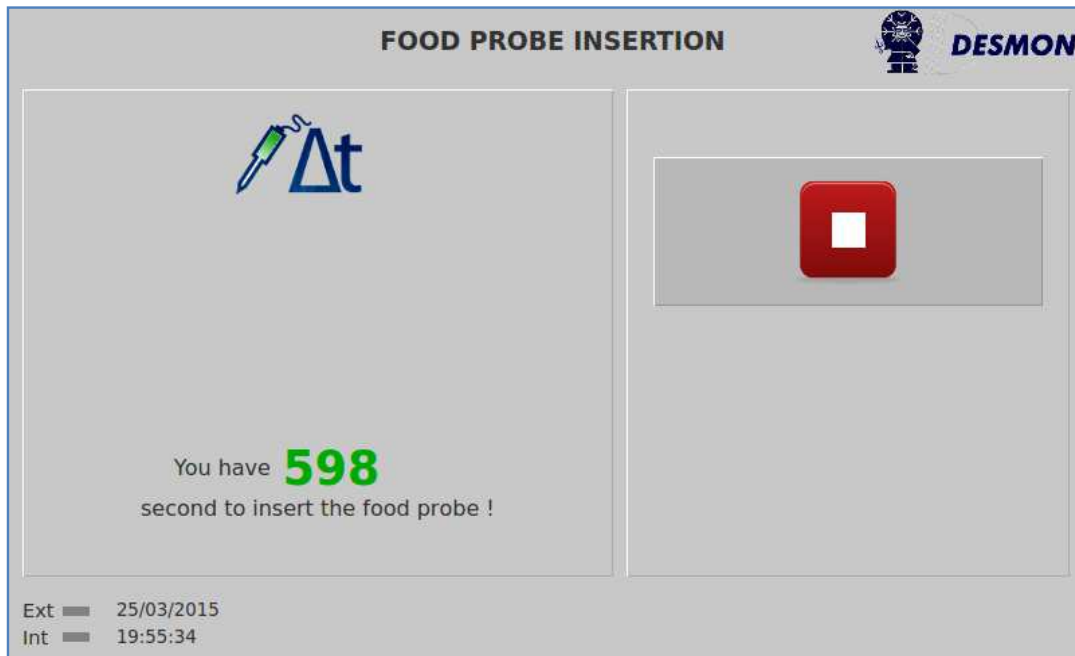 FOOD PROBE INSERTION
DESMON
Δt
You have 598
second to insert the food probe !
Ext 25/03/2015
Int 19:55:34